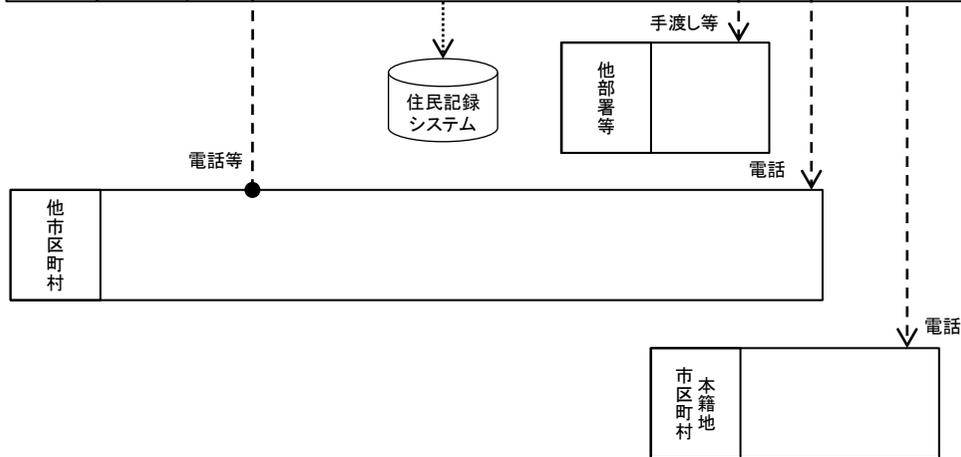 手渡し等
他部署等
住民記録
システム
電話等
電話
他市区町村
電話
本籍地
市区町村